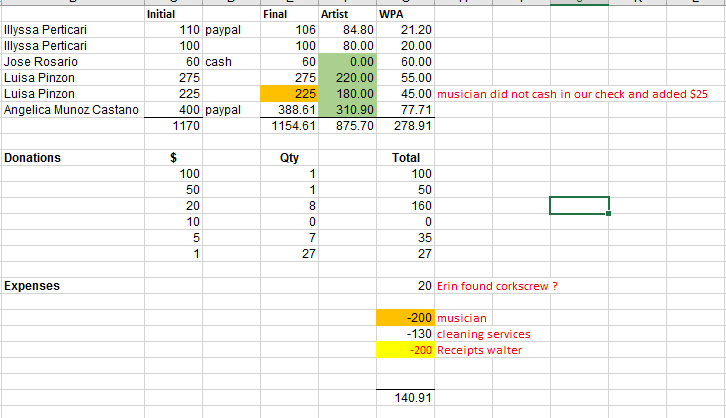 Initial Final Artist WPA
Illyssa Perticari 110 paypal 106 84.80 21.20
Illyssa Perticari 100 100 80.00 20.00
Jose Rosario 60 cash 60 0.00 60.00
Luisa Pinzon 275 275 220.00 55.00
Luisa Pinzon 225 225 180.00 45.00 musician did not cash in our check and added $25
Angelica Munoz Castano 400 paypal 388.61 310.90 77.71
1170 1154.61 875.70 278.91
Donations $ Qty Total
100 1 100
50 1 50
20 8 160
10 0 0
5 7 35
1 27 27
Expenses 20 Erin found corkscrew ?
-200 musician
-130 cleaning services
-200 Receipts walter
140.91